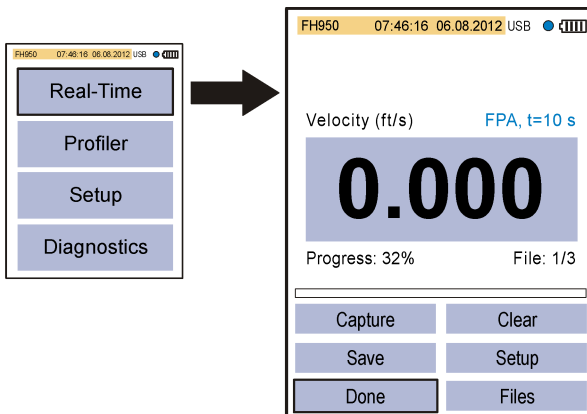 FH950 07:46:16 06.08.2012 USB
Real-Time
Profiler
Setup
Diagnostics
FH950 07:46:16 06.08.2012 USB
Velocity (ft/s) FPA, t=10 s
0.000
Progress: 32% File: 1/3
Capture Clear
Save Setup
Done Files